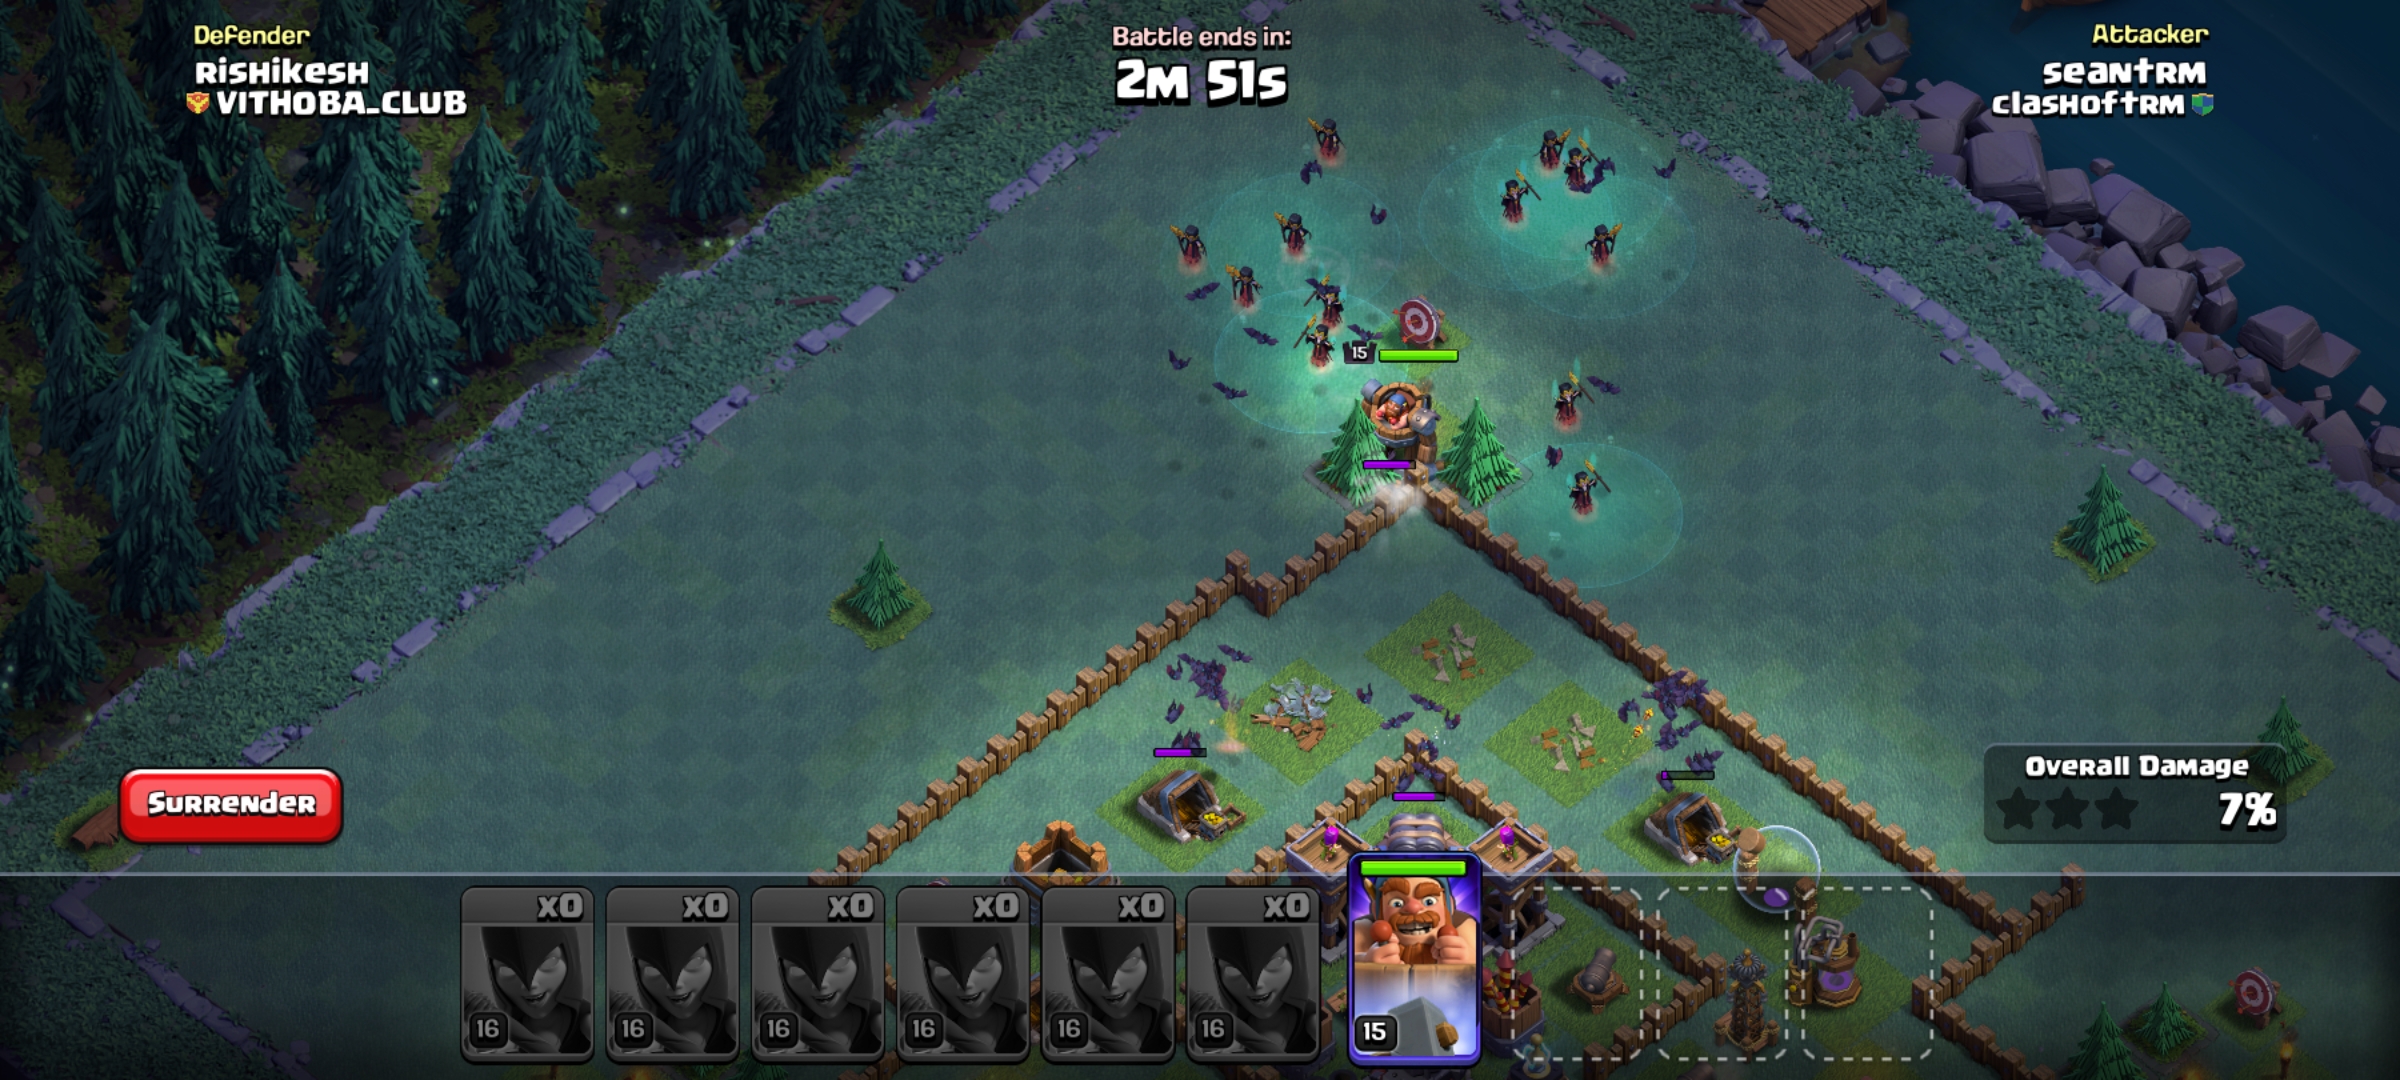 Defender
Rishikesh
VITHOBA_CLUB
Battle ends in:
2M 51s
Attacker
seantRM
clashoftRM
15
Surrender
Overall Damage
7%
x0
x0
x0
x0
x0
x0
16
16
16
16
16
16
15